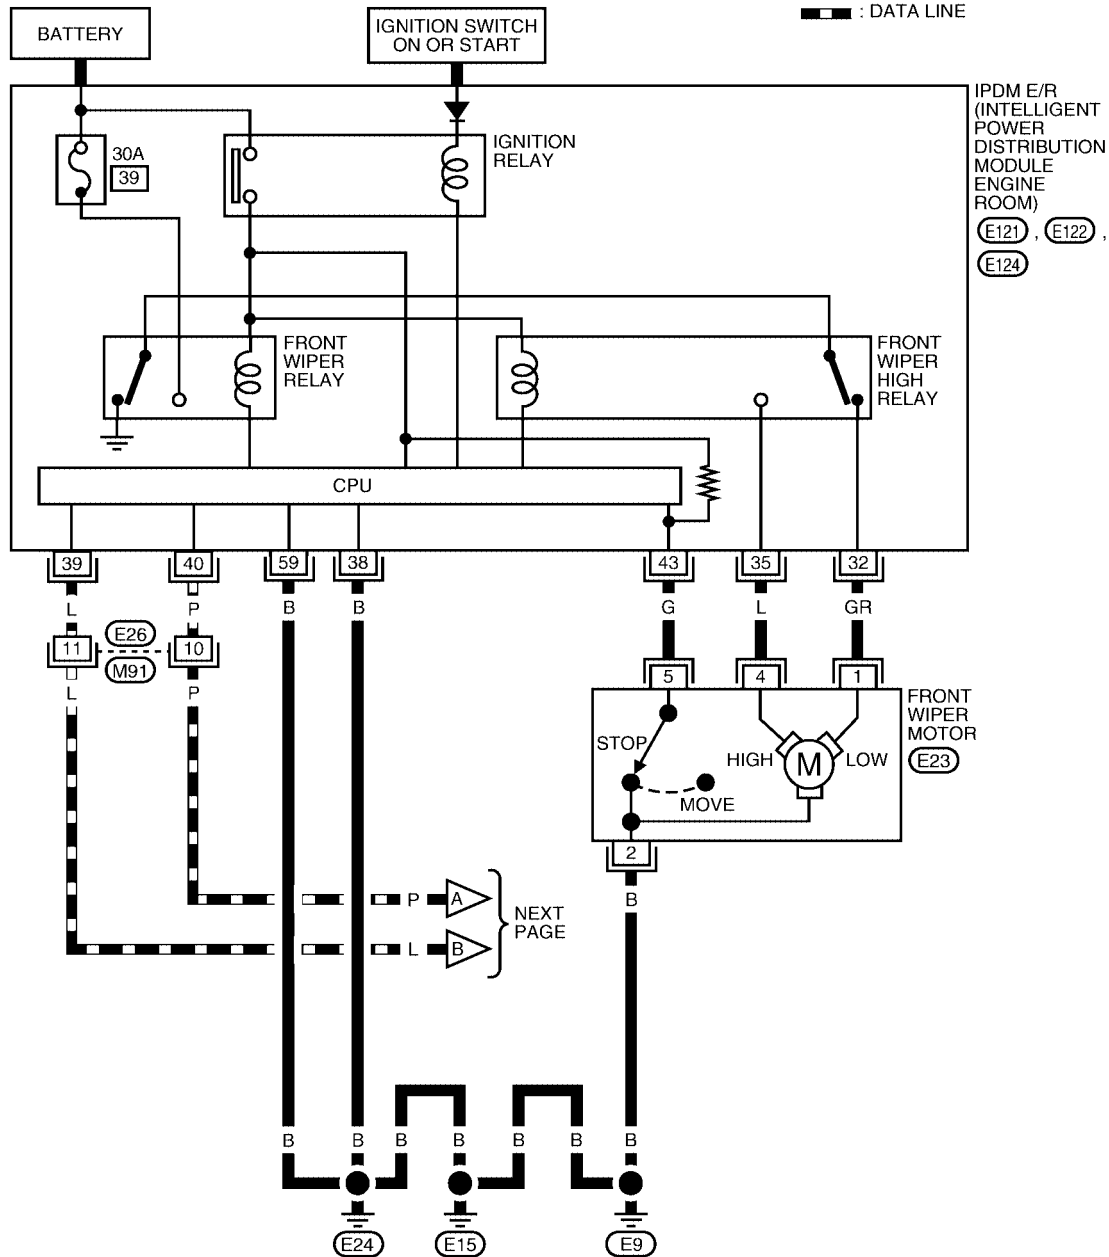 : DATA LINE
BATTERY
IGNITION SWITCH
ON OR START
IPDM E/R
(INTELLIGENT
POWER
DISTRIBUTION
MODULE
ENGINE
ROOM)
E121 , E122 ,
E124
30A
39
IGNITION
RELAY
FRONT
WIPER
RELAY
FRONT
WIPER
HIGH
RELAY
CPU
39 40 59 38 43 35 32
L P B B G L GR
11 E26 10
M91
L P
5 4 1
FRONT
WIPER
MOTOR
E23
STOP
HIGH M LOW
MOVE
2
B
P A
L B
NEXT
PAGE
B B B B B B B
E24 E15 E9